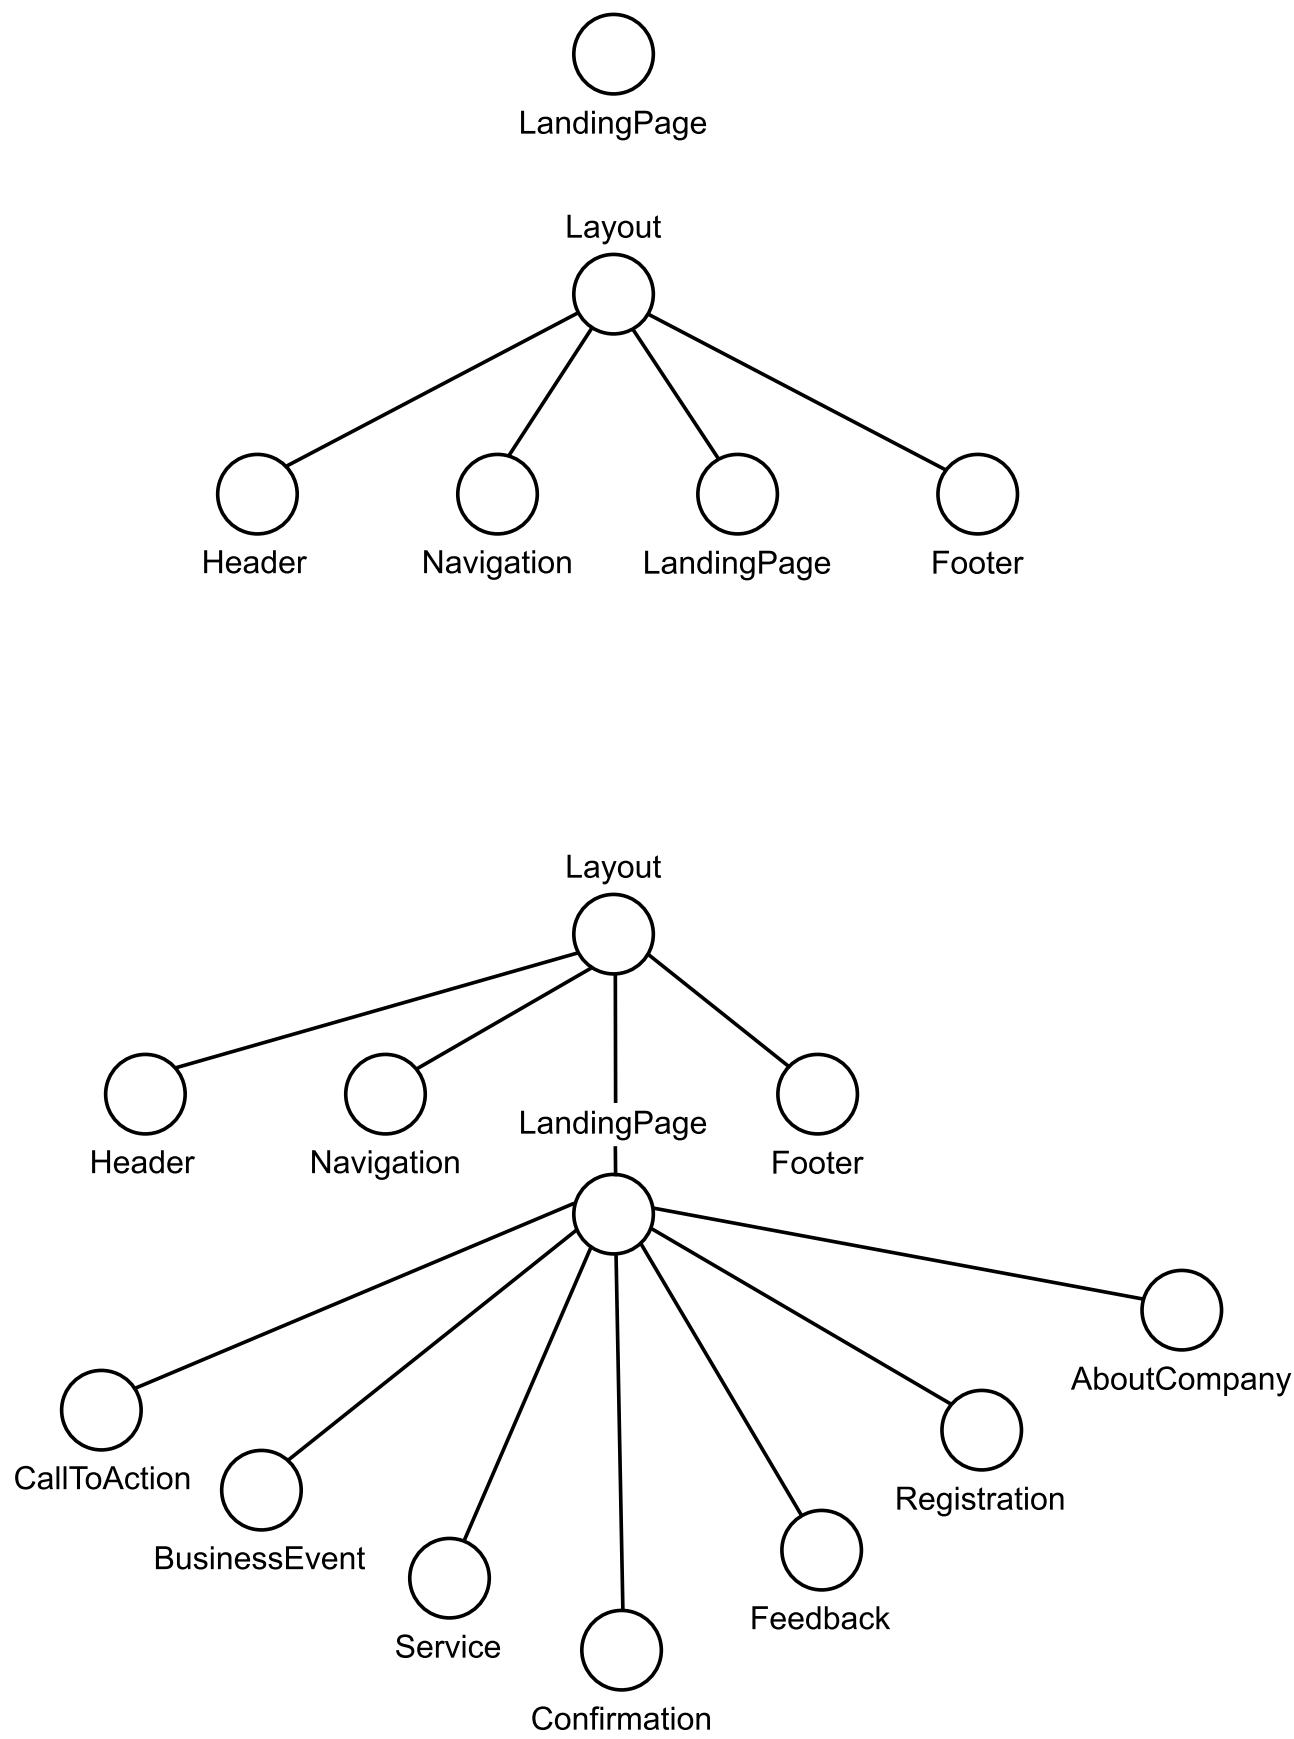 LandingPage
Layout
Header
Navigation
LandingPage
Footer
Layout
LandingPage
Header
Navigation
Footer
AboutCompany
CallToAction
Registration
BusinessEvent
Feedback
Service
Confirmation